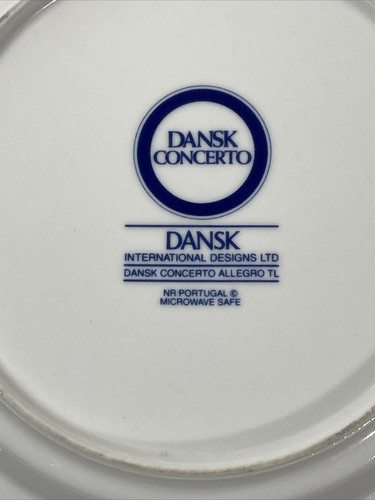 DANSK
CONCERTO
DANSK
INTERNATIONAL DESIGNS LTD
DANSK CONCERTO ALLEGRO TL
NR PORTUGAL ©
MICROWAVE SAFE